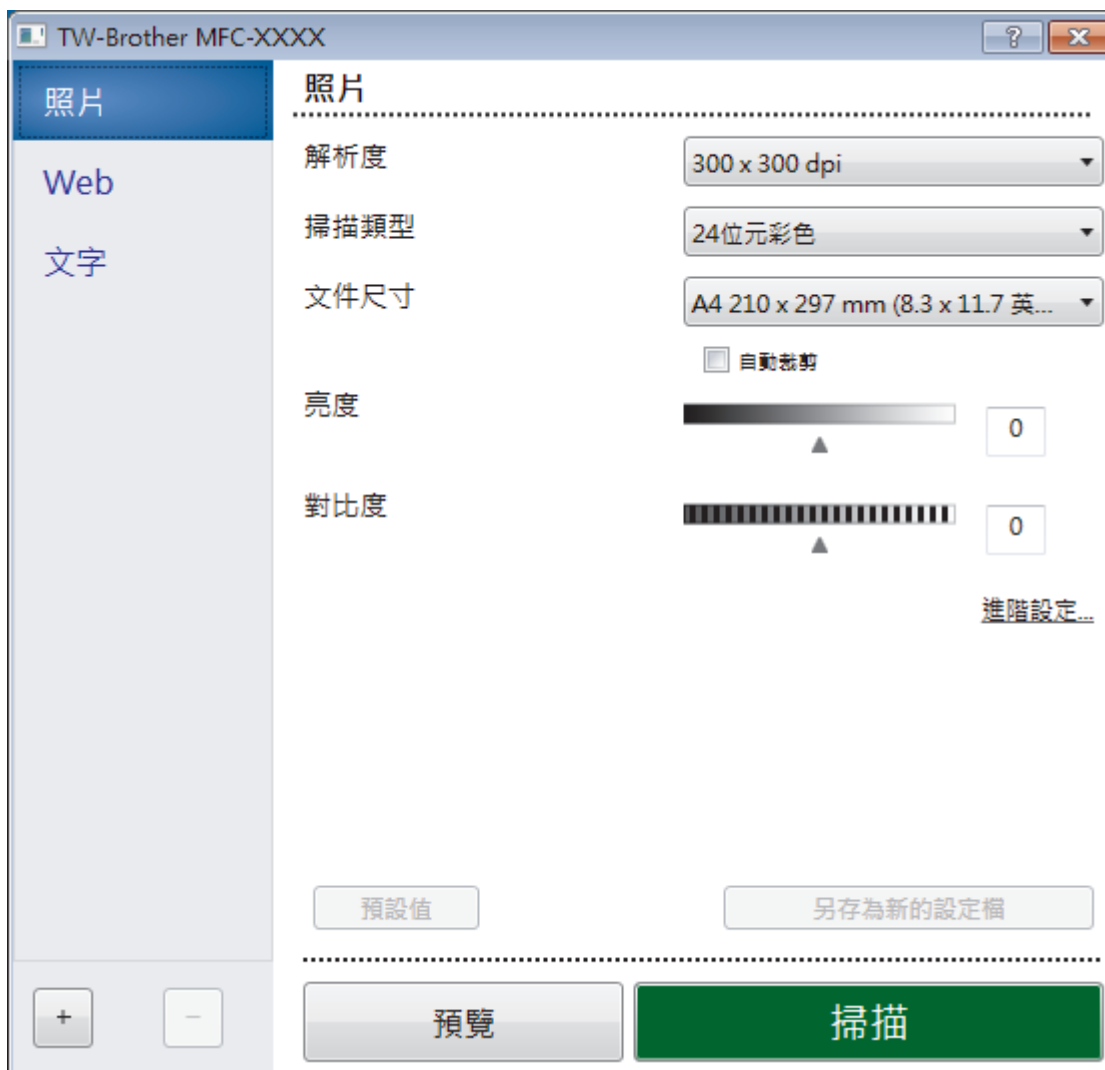 TW-Brother MFC-XXXX
?
照片
Web
文字
照片
解析度
300 x 300 dpi
掃描類型
24位元彩色
文件尺寸
A4 210 x 297 mm (8.3 x 11.7 英...
自動裁剪
亮度
0
對比度
0
進階設定...
預設值
另存為新的設定檔
+
−
預覽
掃描